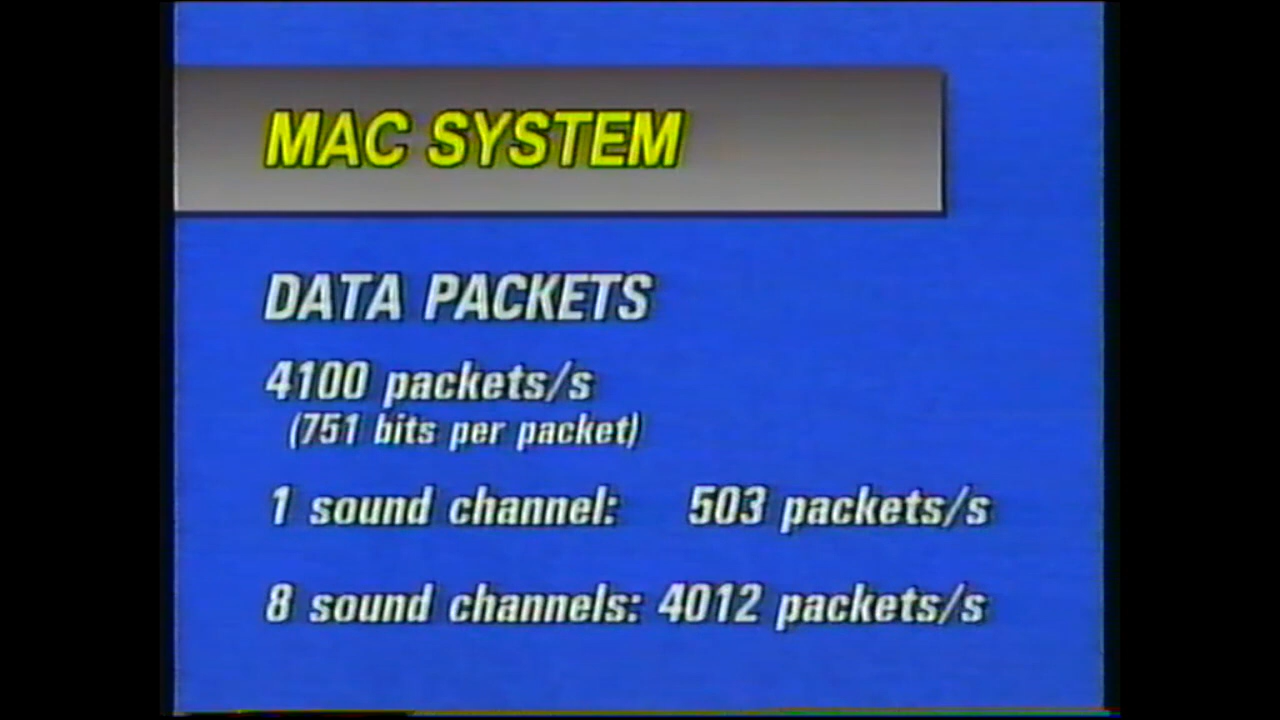 MAC SYSTEM
DATA PACKETS
4100 packets/s
(751 bits per packet)
1 sound channel: 503 packets/s
8 sound channels: 4012 packets/s